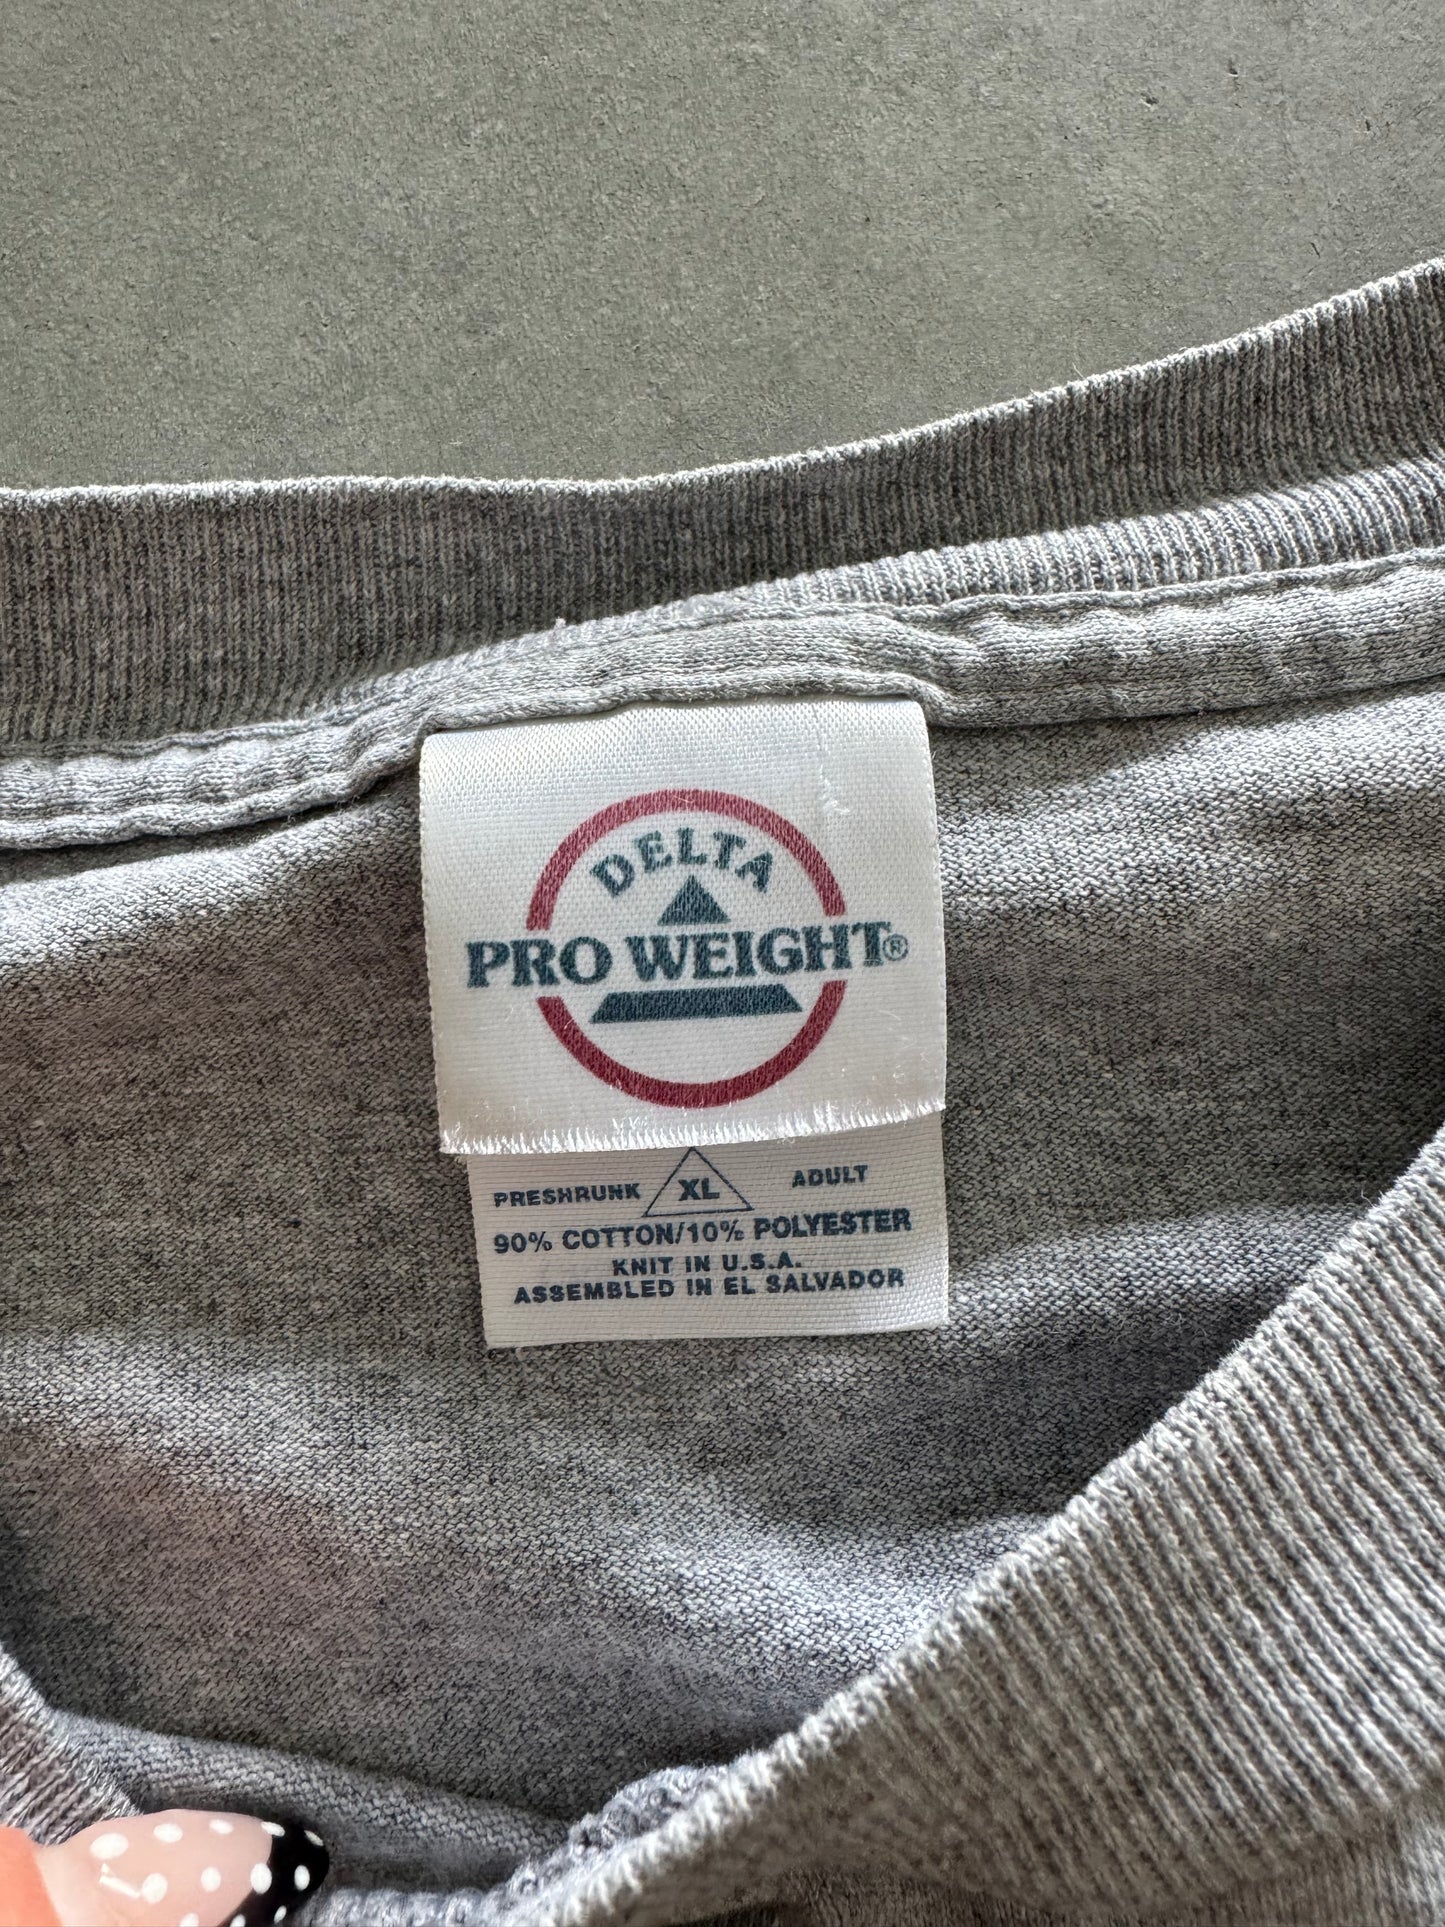 DELTA
PRO WEIGHT®
PRESHRUNK XL ADULT
90% COTTON/10% POLYESTER
KNIT IN U.S.A.
ASSEMBLED IN EL SALVADOR